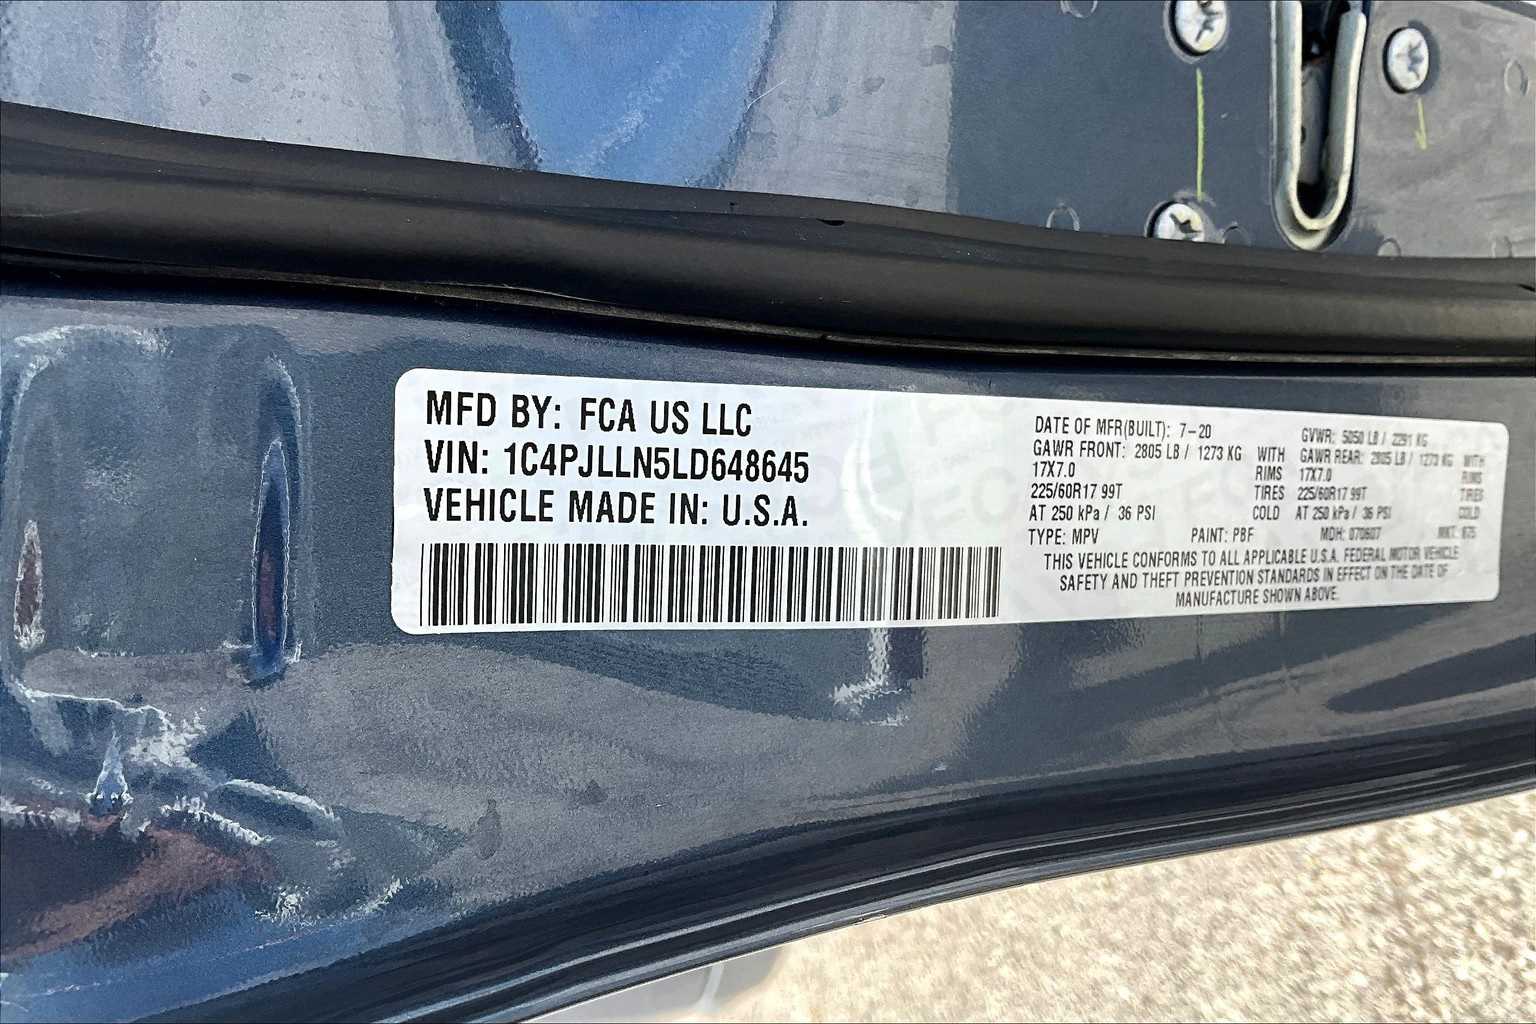 MFD BY: FCA US LLC
VIN: 1C4PJLLN5LD648645
VEHICLE MADE IN: U.S.A.
DATE OF MFR(BUILT): 7-20 GVWR: 5050 LB / 2291 KG
GAWR FRONT: 2805 LB / 1273 KG WITH GAWR REAR: 2805 LB / 1273 KG WITH
17X7.0 RIMS 17X7.0 RIMS
225/60R17 99T TIRES 225/60R17 99T TIRES
AT 250 kPa / 36 PSI COLD AT 250 kPa / 36 PSI COLD
TYPE: MPV PAINT: PBF MDH: 070607 MKT:
THIS VEHICLE CONFORMS TO ALL APPLICABLE U.S.A. FEDERAL MOTOR VEHICLE
SAFETY AND THEFT PREVENTION STANDARDS IN EFFECT ON THE DATE OF
MANUFACTURE SHOWN ABOVE.